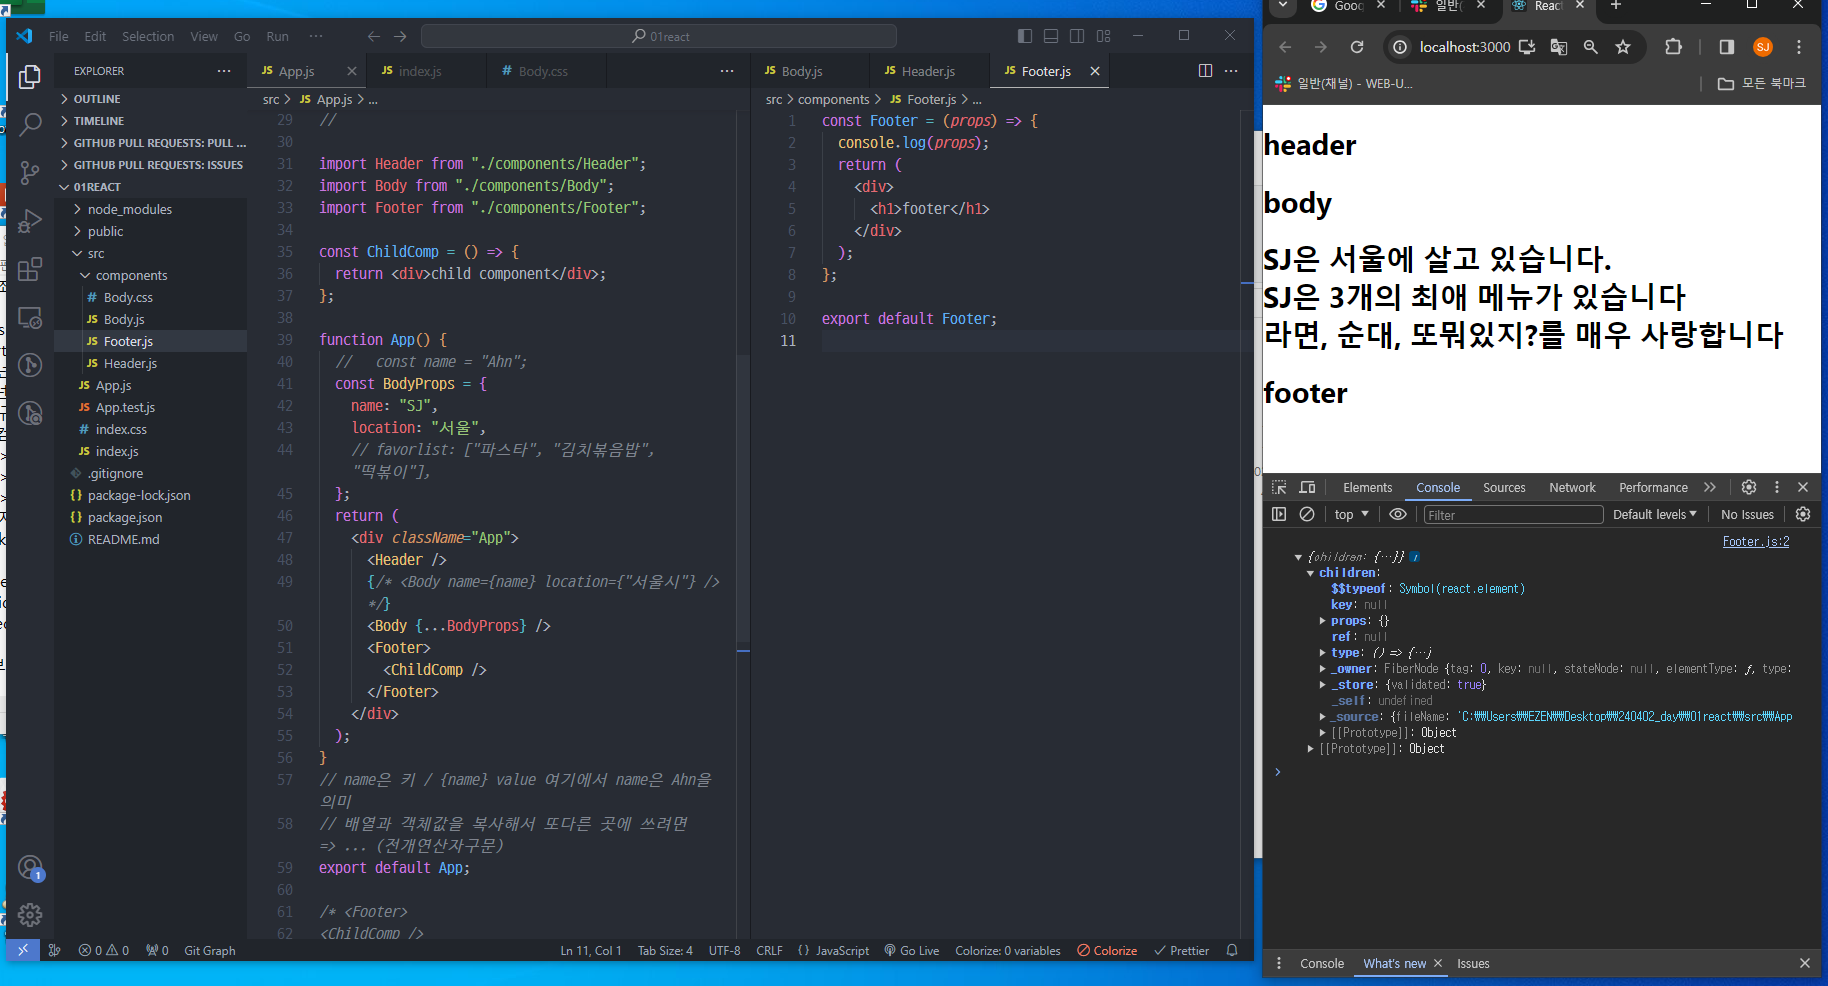 File Edit Selection View Go Run ··· 01react
EXPLORER ···
OUTLINE
TIMELINE
GITHUB PULL REQUESTS: PULL ...
GITHUB PULL REQUESTS: ISSUES
01REACT
node_modules
public
src
components
# Body.css
JS Body.js
JS Footer.js
JS Header.js
JS App.js
JS App.test.js
# index.css
JS index.js
.gitignore
{} package-lock.json
{} package.json
README.md
JS App.js JS index.js # Body.css ···
src > JS App.js > ...
29 //
30
31 import Header from "./components/Header";
32 import Body from "./components/Body";
33 import Footer from "./components/Footer";
34
35 const ChildComp = () => {
36 return <div>child component</div>;
37 };
38
39 function App() {
40 // const name = "Ahn";
41 const BodyProps = {
42 name: "SJ",
43 location: "서울",
44 // favorlist: ["파스타", "김치볶음밥",
"떡볶이"],
45 };
46 return (
47 <div className="App">
48 <Header />
49 {/* <Body name={name} location={"서울시"} />
*/}
50 <Body {...BodyProps} />
51 <Footer>
52 <ChildComp />
53 </Footer>
54 </div>
55 );
56 }
57 // name은 키 / {name} value 여기에서 name은 Ahn을
의미
58 // 배열과 객체값을 복사해서 또다른 곳에 쓰려면
=> ... (전개연산자구문)
59 export default App;
60
61 /* <Footer>
62 <ChildComp />
JS Body.js JS Header.js JS Footer.js ···
src > components > JS Footer.js > ...
1 const Footer = (props) => {
2 console.log(props);
3 return (
4 <div>
5 <h1>footer</h1>
6 </div>
7 );
8 };
9
10 export default Footer;
11
1
0 0 0 Git Graph Ln 11, Col 1 Tab Size: 4 UTF-8 CRLF {} JavaScript Go Live Colorize: 0 variables Colorize Prettier
Goog 일반( React
localhost:3000 SJ
일반(채널) - WEB-U... 모든 북마크
header
body
SJ은 서울에 살고 있습니다.
SJ은 3개의 최애 메뉴가 있습니다
라면, 순대, 또뭐있지?를 매우 사랑합니다
footer
Elements Console Sources Network Performance
top Filter Default levels No Issues
Footer.js:2
{children: {…}} i
children:
$$typeof: Symbol(react.element)
key: null
props: {}
ref: null
type: () => {…}
_owner: FiberNode {tag: 0, key: null, stateNode: null, elementType: ƒ, type:
_store: {validated: true}
_self: undefined
_source: {fileName: 'C:₩₩Users₩₩EZEN₩₩Desktop₩₩240402_day₩₩01react₩₩src₩₩App
[[Prototype]]: Object
[[Prototype]]: Object
Console What's new Issues